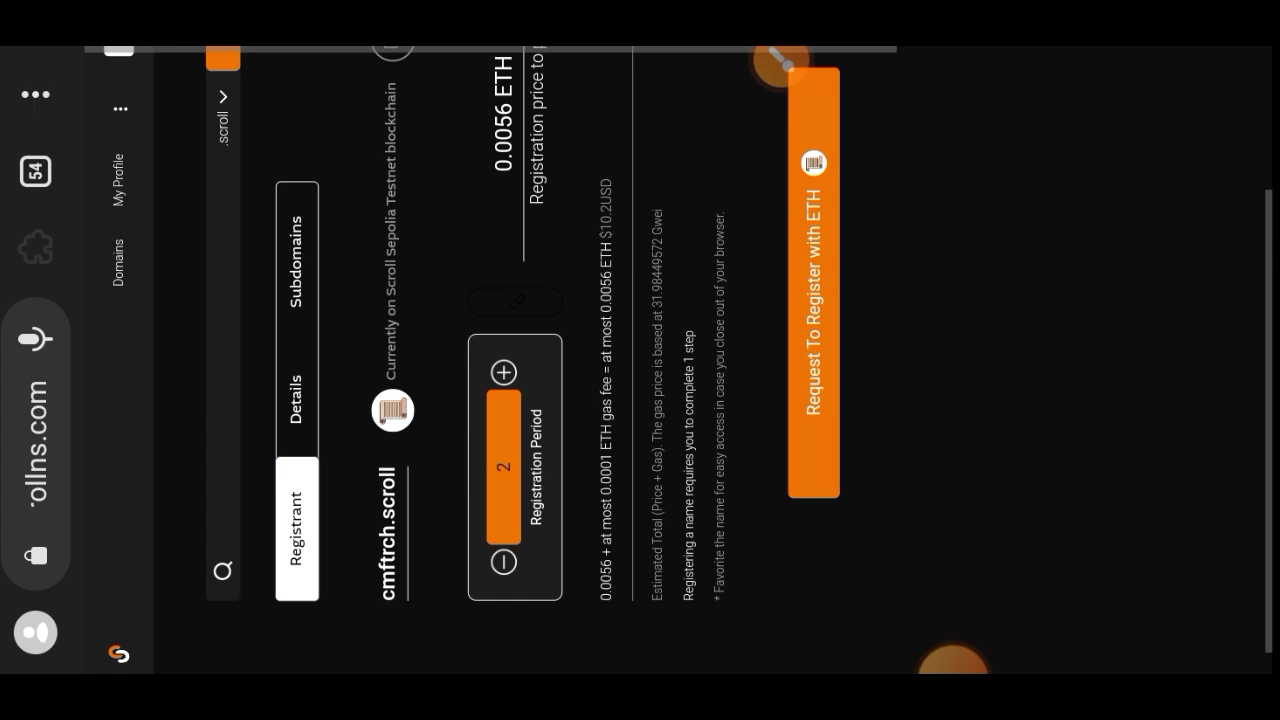 54
ollns.com
Domains
My Profile
.scroll
Registrant
Details
Subdomains
cmftrch.scroll
Currently on Scroll Sepolia Testnet blockchain
2
Registration Period
0.0056 ETH
Registration price to
0.0056 + at most 0.0001 ETH gas fee = at most 0.0056 ETH $10.2USD
Estimated Total (Price + Gas). The gas price is based at 31.98449572 Gwei
Registering a name requires you to complete 1 step
* Favorite the name for easy access in case you close out of your browser.
Request To Register with ETH